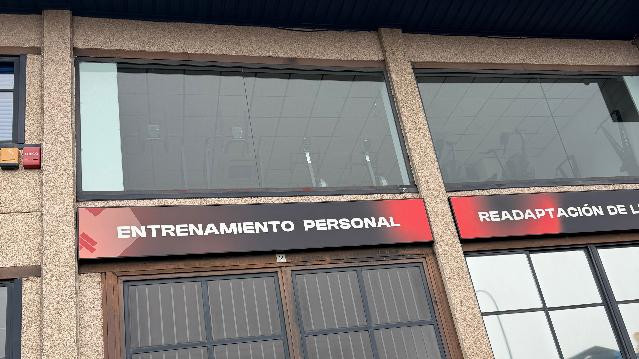 ENTRENAMIENTO PERSONAL
READAPTACIÓN DE